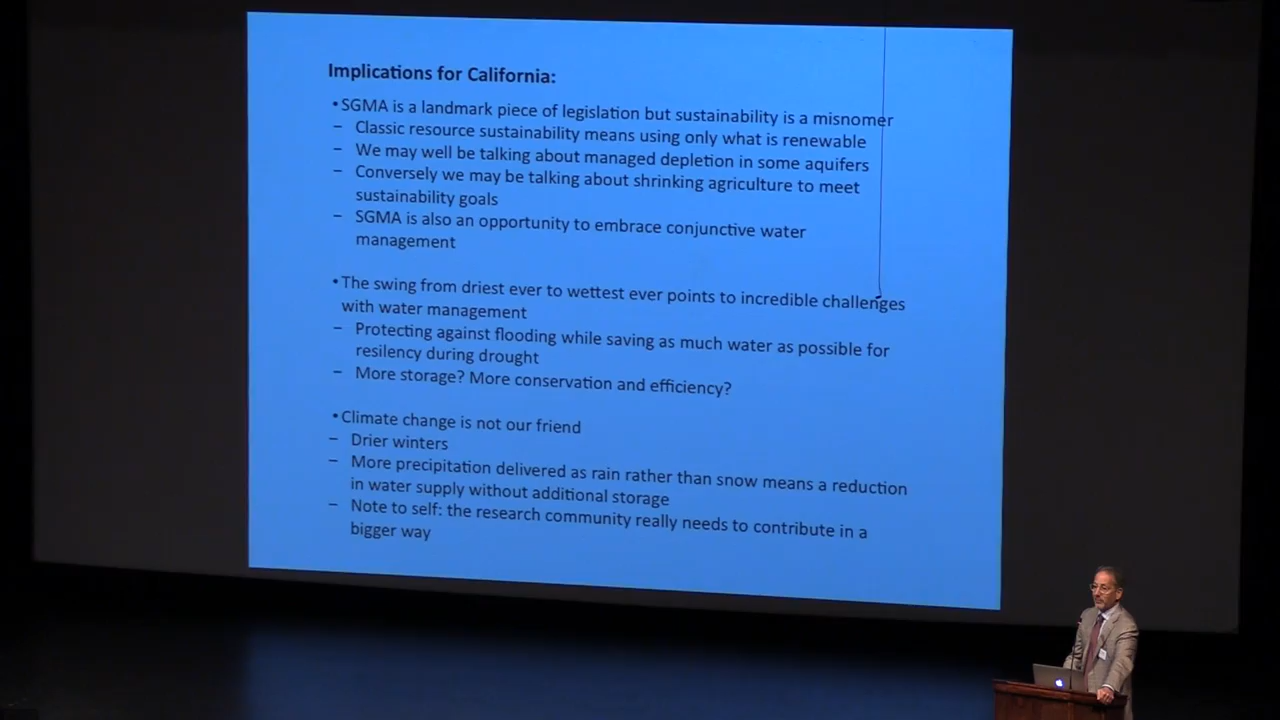 Implications for California:
•SGMA is a landmark piece of legislation but sustainability is a misnomer
– Classic resource sustainability means using only what is renewable
– We may well be talking about managed depletion in some aquifers
– Conversely we may be talking about shrinking agriculture to meet
sustainability goals
– SGMA is also an opportunity to embrace conjunctive water
management
•The swing from driest ever to wettest ever points to incredible challenges
with water management
– Protecting against flooding while saving as much water as possible for
resilency during drought
– More storage? More conservation and efficiency?
•Climate change is not our friend
– Drier winters
– More precipitation delivered as rain rather than snow means a reduction
in water supply without additional storage
– Note to self: the research community really needs to contribute in a
bigger way